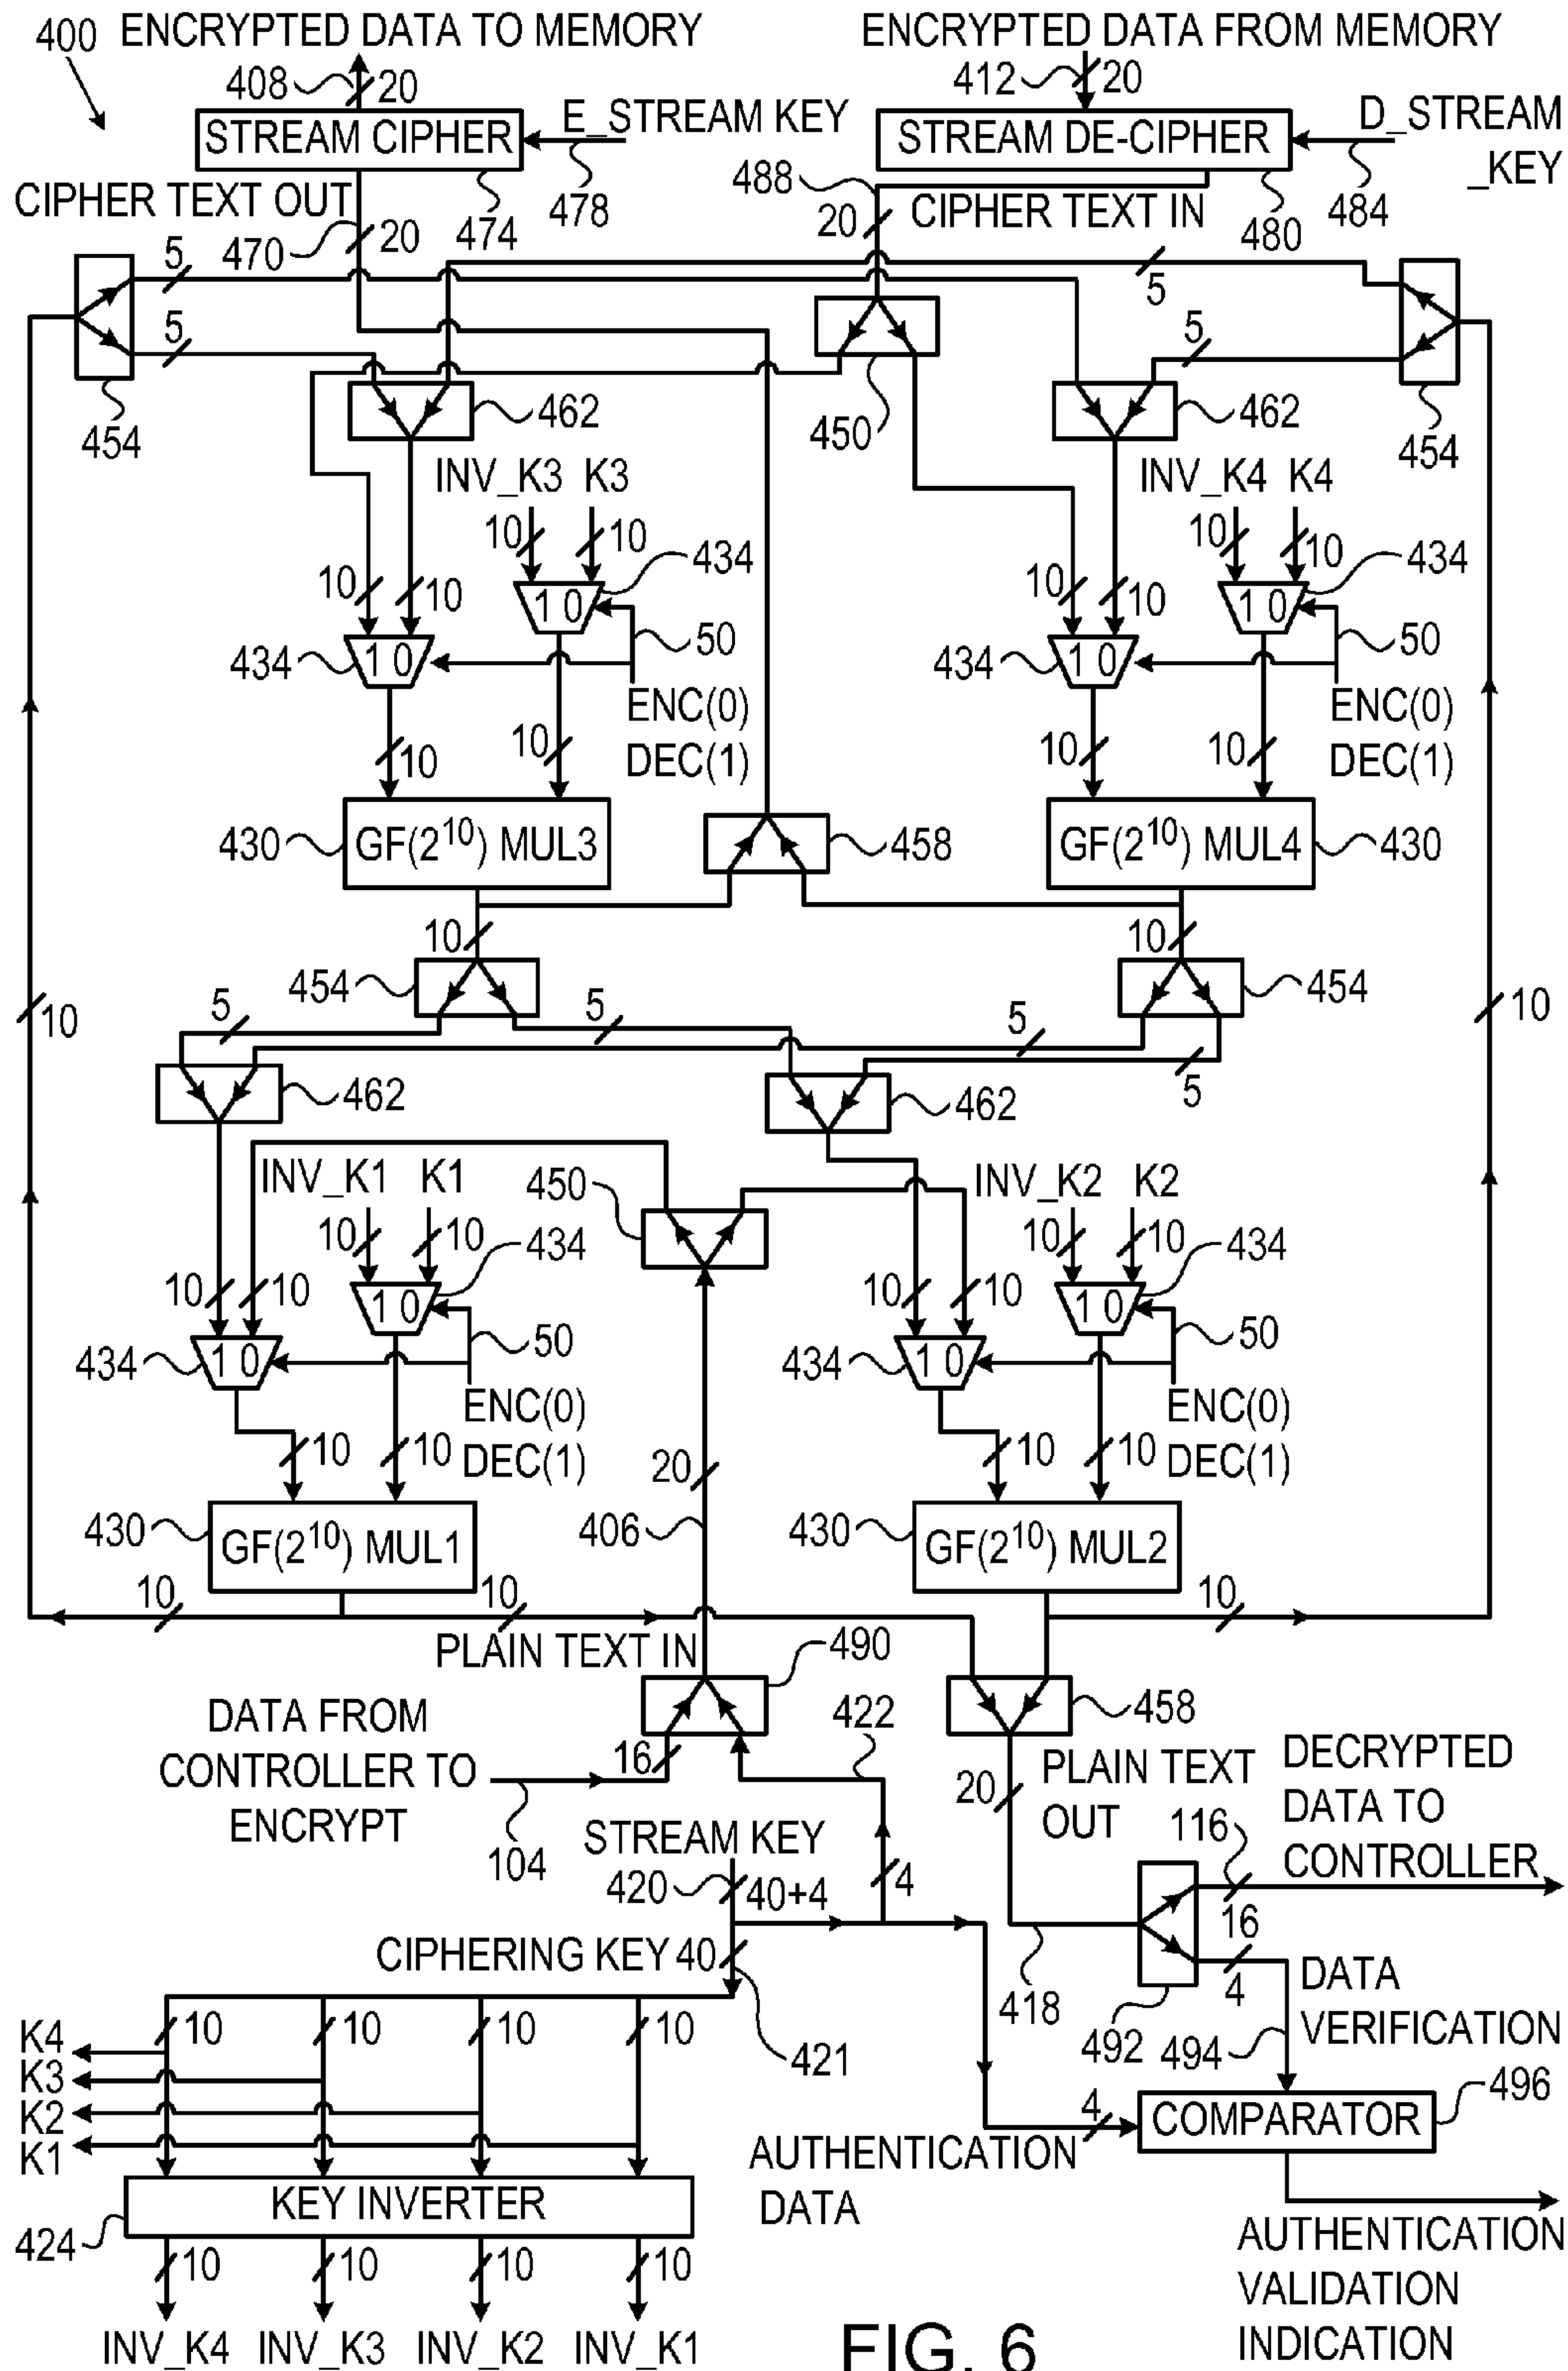 400
ENCRYPTED DATA TO MEMORY
ENCRYPTED DATA FROM MEMORY
408
20
412
20
STREAM CIPHER
E_STREAM KEY
STREAM DE-CIPHER
D_STREAM
_KEY
CIPHER TEXT OUT
474
478
488
CIPHER TEXT IN
480
484
470
20
20
5
5
5
5
454
462
450
462
454
INV_K3
K3
INV_K4
K4
10
10
434
10
10
434
10
10
1 0
10
10
1 0
434
1 0
50
434
1 0
50
ENC(0)
DEC(1)
ENC(0)
DEC(1)
10
10
10
10
430
GF(2^10) MUL3
458
GF(2^10) MUL4
430
10
10
454
454
10
5
5
5
10
5
462
462
INV_K1
K1
450
INV_K2
K2
10
10
434
10
10
434
10
10
1 0
10
10
1 0
434
1 0
50
434
1 0
50
ENC(0)
DEC(1)
ENC(0)
DEC(1)
10
10
20
10
10
430
GF(2^10) MUL1
406
430
GF(2^10) MUL2
10
10
10
PLAIN TEXT IN
490
DATA FROM
CONTROLLER TO
ENCRYPT
16
422
458
104
20
PLAIN TEXT
OUT
DECRYPTED
DATA TO
CONTROLLER
116
STREAM KEY
420
40+4
4
16
CIPHERING KEY 40
418
4
DATA
VERIFICATION
492
494
421
10
10
10
10
K4
K3
K2
K1
4
COMPARATOR
496
AUTHENTICATION
DATA
KEY INVERTER
424
10
10
10
10
AUTHENTICATION
VALIDATION
INDICATION
INV_K4
INV_K3
INV_K2
INV_K1
FIG. 6